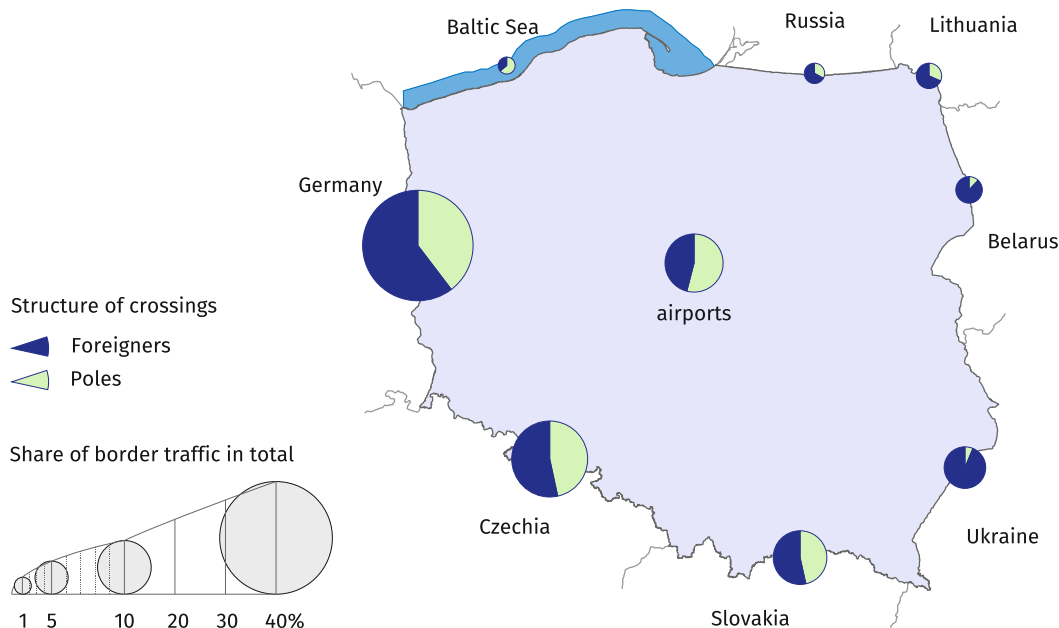 Baltic Sea
Russia
Lithuania
Germany
Belarus
airports
Structure of crossings
Foreigners
Poles
Share of border traffic in total
Czechia
Ukraine
Slovakia
1 5 10 20 30 40%